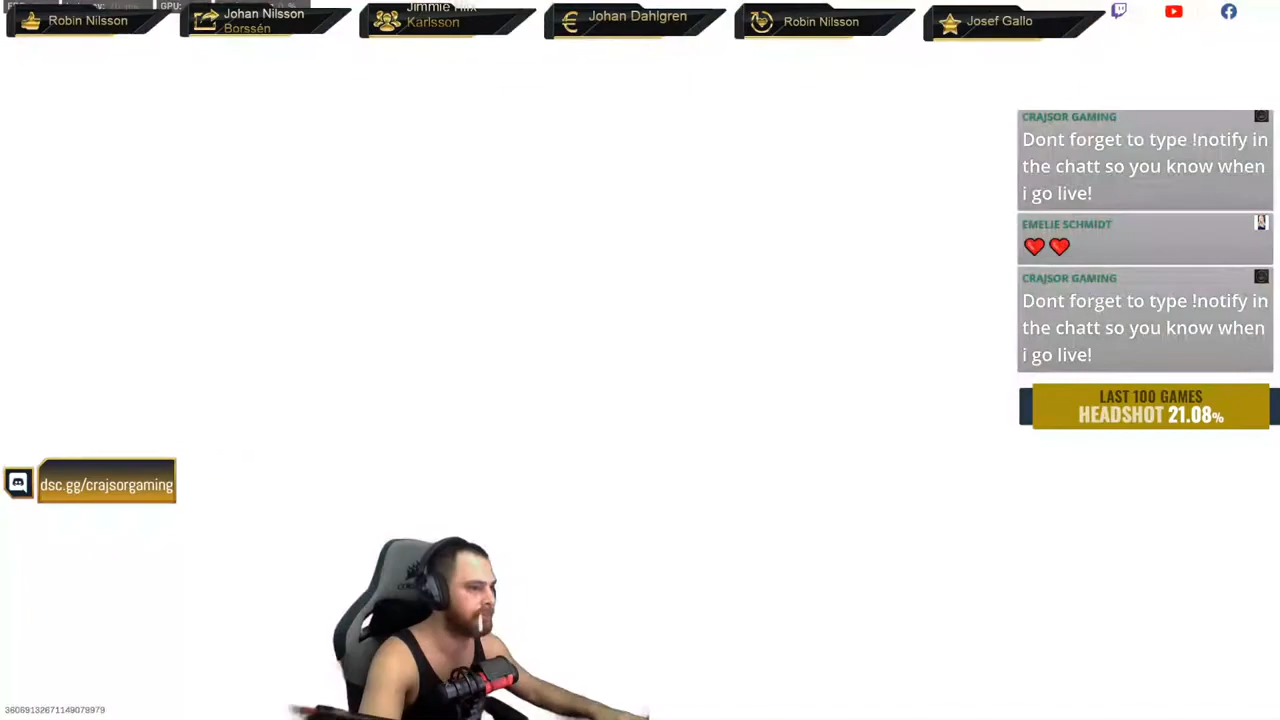 Robin Nilsson
Johan Nilsson
Borssén
Karlsson
Johan Dahlgren
Robin Nilsson
Josef Gallo
CRAJSOR GAMING
Dont forget to type !notify in
the chatt so you know when
i go live!
EMELIE SCHMIDT
CRAJSOR GAMING
Dont forget to type !notify in
the chatt so you know when
i go live!
LAST 100 GAMES
HEADSHOT 21.08%
dsc.gg/crajsorgaming
36069132671149079979